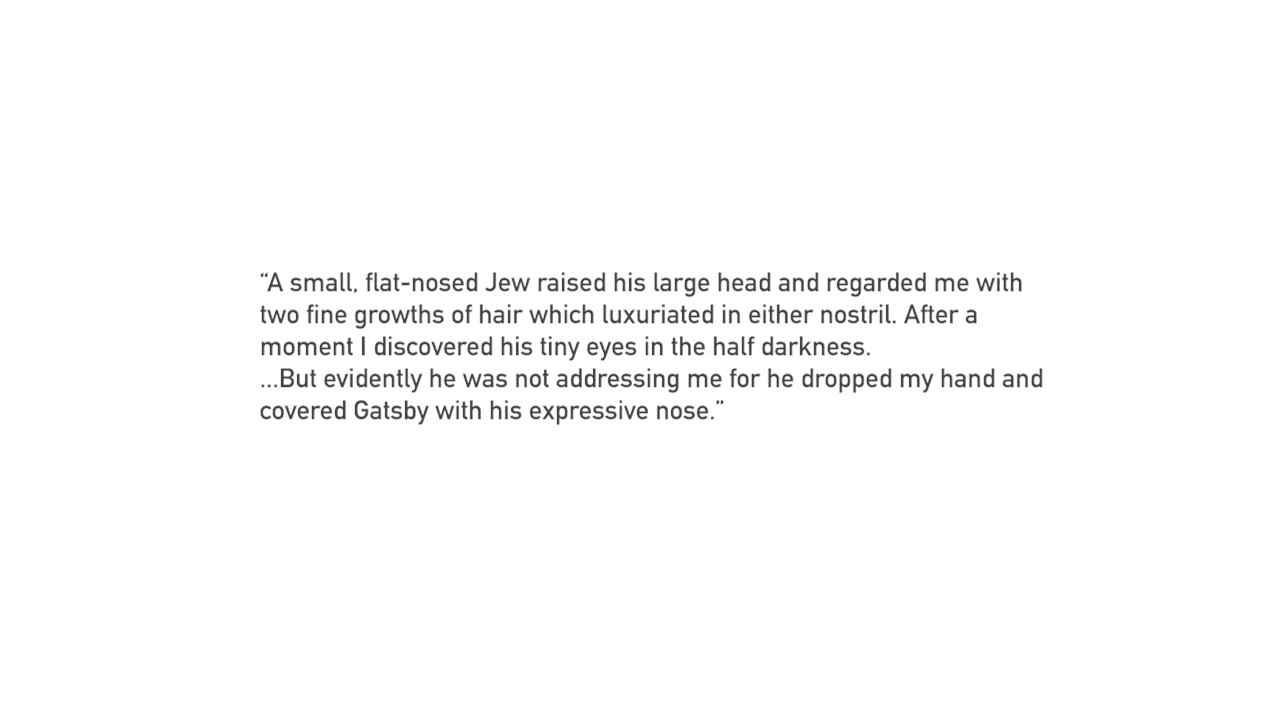 “A small, flat-nosed Jew raised his large head and regarded me with
two fine growths of hair which luxuriated in either nostril. After a
moment I discovered his tiny eyes in the half darkness.
...But evidently he was not addressing me for he dropped my hand and
covered Gatsby with his expressive nose.”